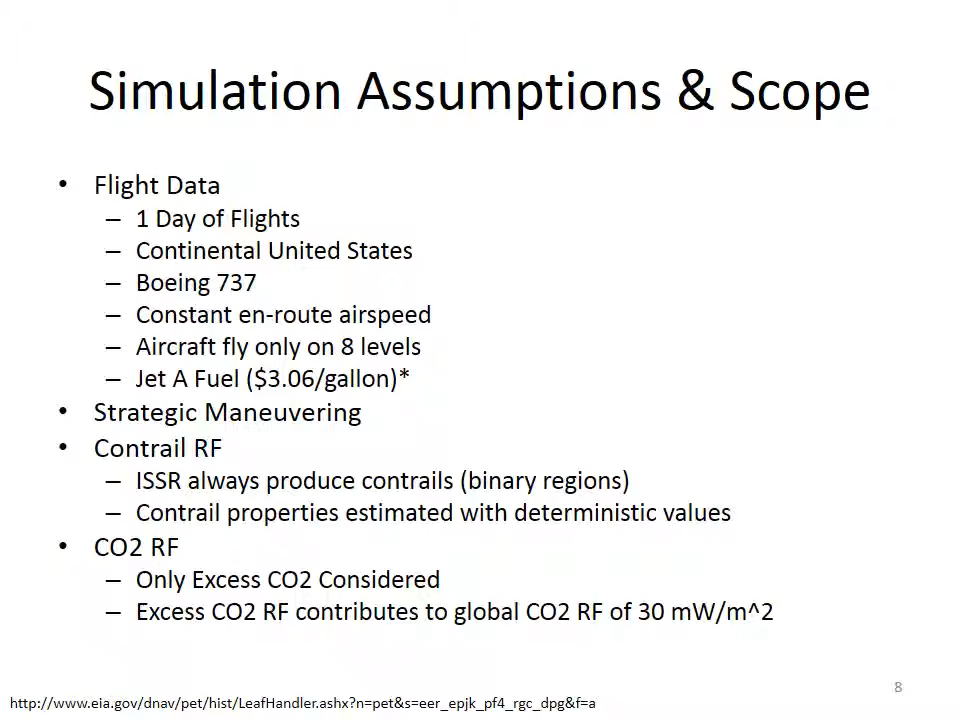 Simulation Assumptions & Scope
• Flight Data
– 1 Day of Flights
– Continental United States
– Boeing 737
– Constant en-route airspeed
– Aircraft fly only on 8 levels
– Jet A Fuel ($3.06/gallon)*
• Strategic Maneuvering
• Contrail RF
– ISSR always produce contrails (binary regions)
– Contrail properties estimated with deterministic values
• CO2 RF
– Only Excess CO2 Considered
– Excess CO2 RF contributes to global CO2 RF of 30 mW/m^2
8
http://www.eia.gov/dnav/pet/hist/LeafHandler.ashx?n=pet&s=eer_epjk_pf4_rgc_dpg&f=a